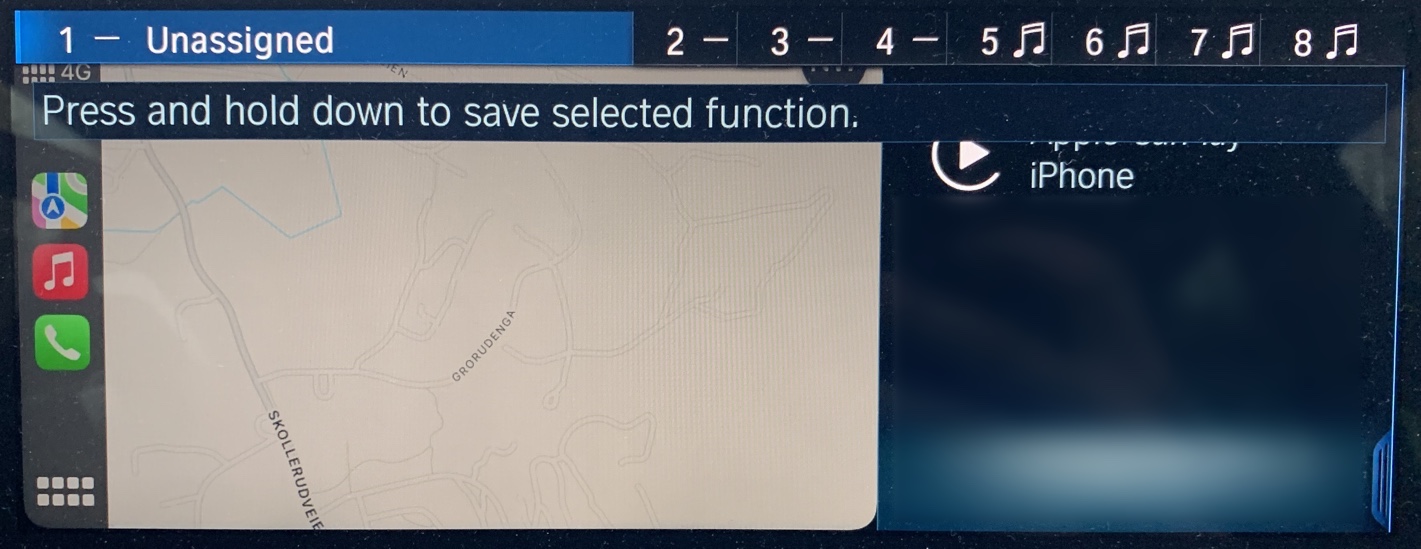 1 — Unassigned 2 — 3 — 4 — 5 6 7 8
4G
Press and hold down to save selected function.
iPhone
GRORUDENGA
SKOLLERUDVEIE